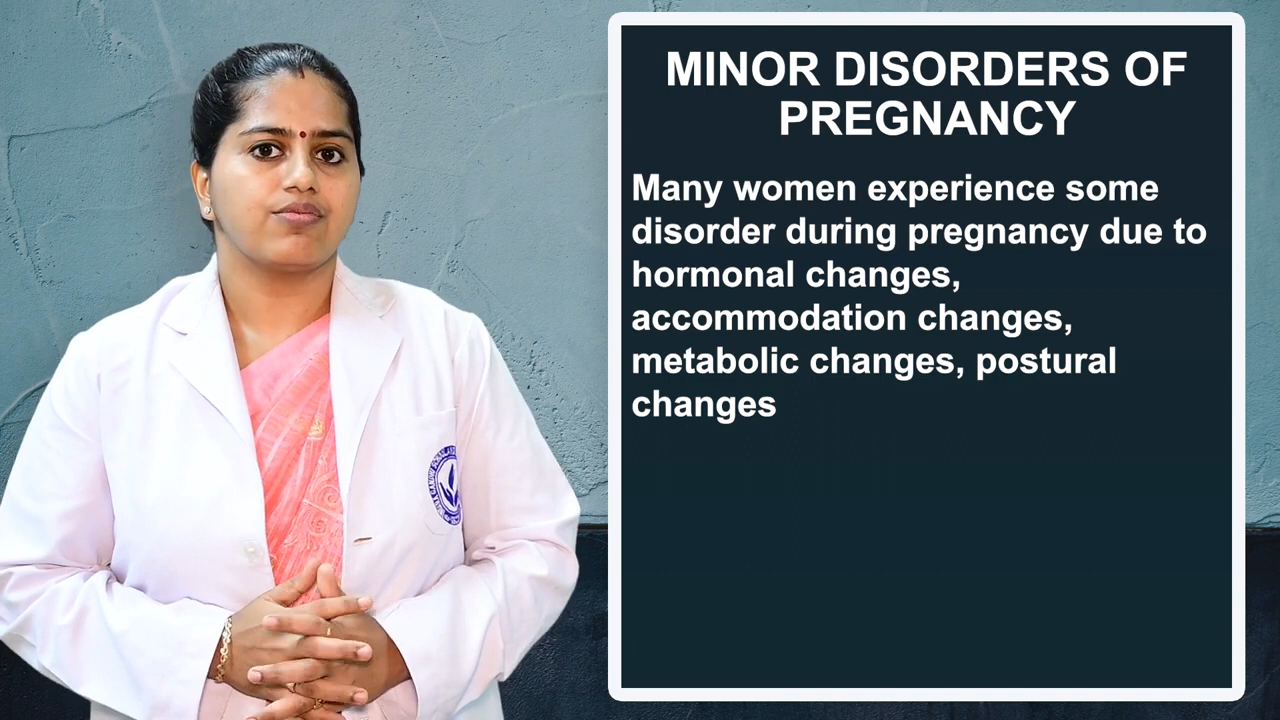 MINOR DISORDERS OF
PREGNANCY
Many women experience some
disorder during pregnancy due to
hormonal changes,
accommodation changes,
metabolic changes, postural
changes